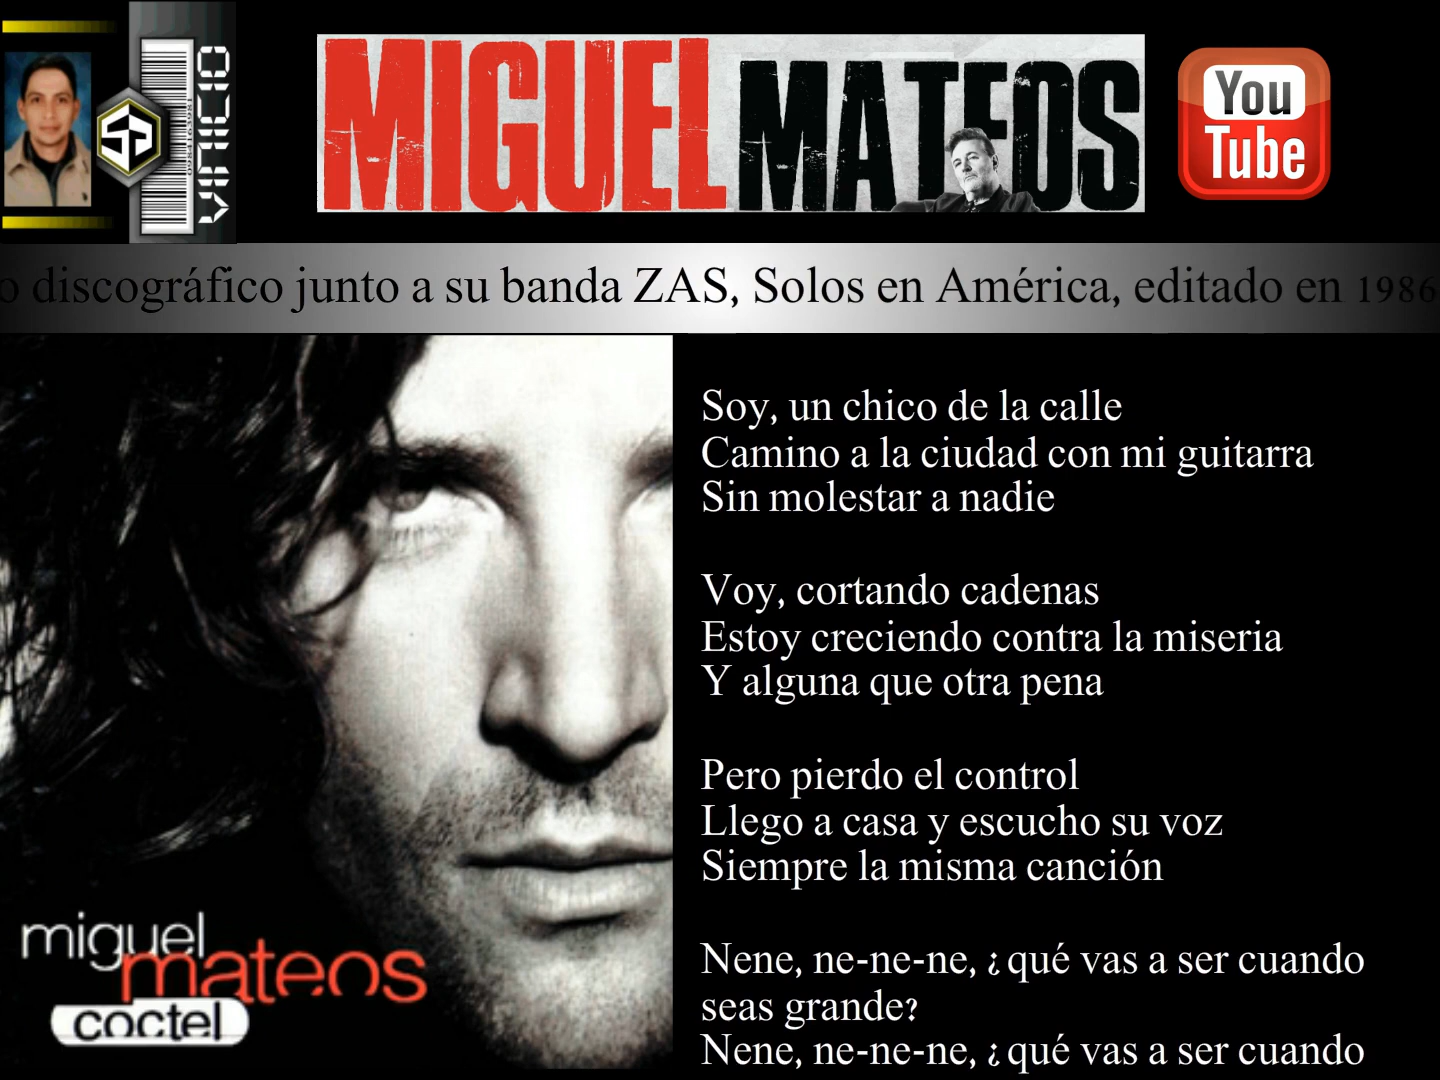 VINICIO
0984163981
MIGUEL MATEOS
You
Tube
o discográfico junto a su banda ZAS, Solos en América, editado en 1986
Soy, un chico de la calle
Camino a la ciudad con mi guitarra
Sin molestar a nadie
Voy, cortando cadenas
Estoy creciendo contra la miseria
Y alguna que otra pena
Pero pierdo el control
Llego a casa y escucho su voz
Siempre la misma canción
Nene, ne-ne-ne, ¿qué vas a ser cuando
seas grande?
Nene, ne-ne-ne, ¿qué vas a ser cuando
miguel
mateos
coctel